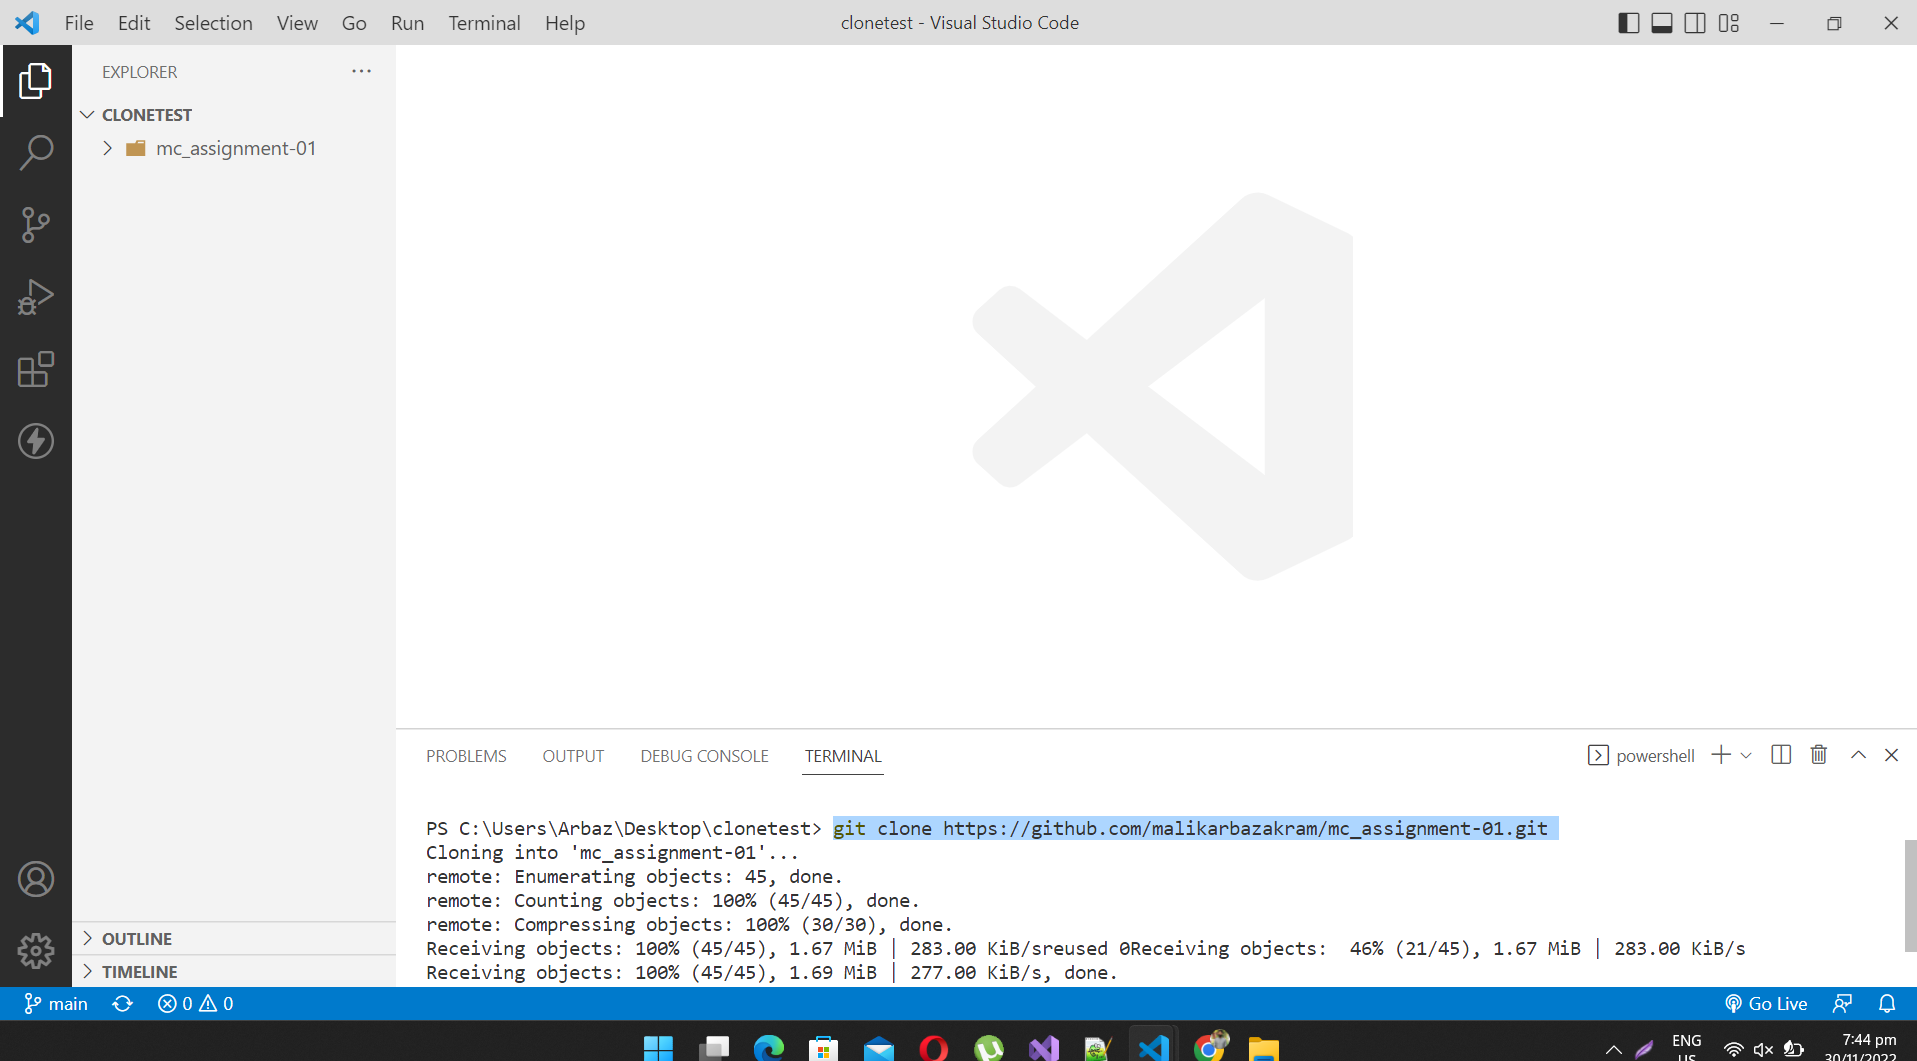 File Edit Selection View Go Run Terminal Help
clonetest - Visual Studio Code
EXPLORER
CLONETEST
mc_assignment-01
OUTLINE
TIMELINE
PROBLEMS OUTPUT DEBUG CONSOLE TERMINAL
powershell
PS C:\Users\Arbaz\Desktop\clonetest> git clone https://github.com/malikarbazakram/mc_assignment-01.git
Cloning into 'mc_assignment-01'...
remote: Enumerating objects: 45, done.
remote: Counting objects: 100% (45/45), done.
remote: Compressing objects: 100% (30/30), done.
Receiving objects: 100% (45/45), 1.67 MiB | 283.00 KiB/sreused 0Receiving objects:  46% (21/45), 1.67 MiB | 283.00 KiB/s
Receiving objects: 100% (45/45), 1.69 MiB | 277.00 KiB/s, done.
main 0 0
Go Live
ENG
US
7:44 pm
30/11/2022